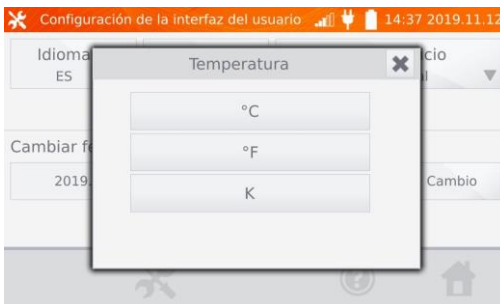 Configuración de la interfaz del usuario 14:37 2019.11.12
Idioma
ES
Temperatura
°C
°F
K
Cambiar
2019.
Cambio